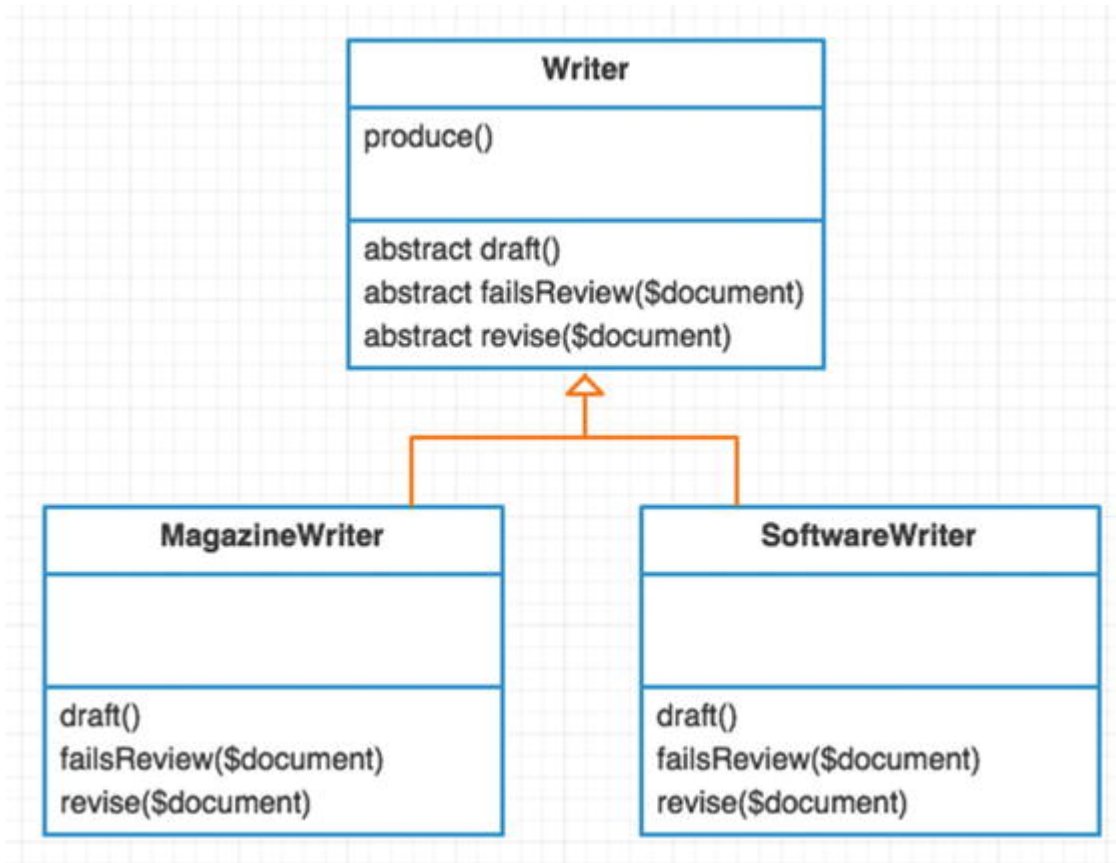 Writer
produce()
abstract draft()
abstract failsReview($document)
abstract revise($document)
MagazineWriter
draft()
failsReview($document)
revise($document)
SoftwareWriter
draft()
failsReview($document)
revise($document)